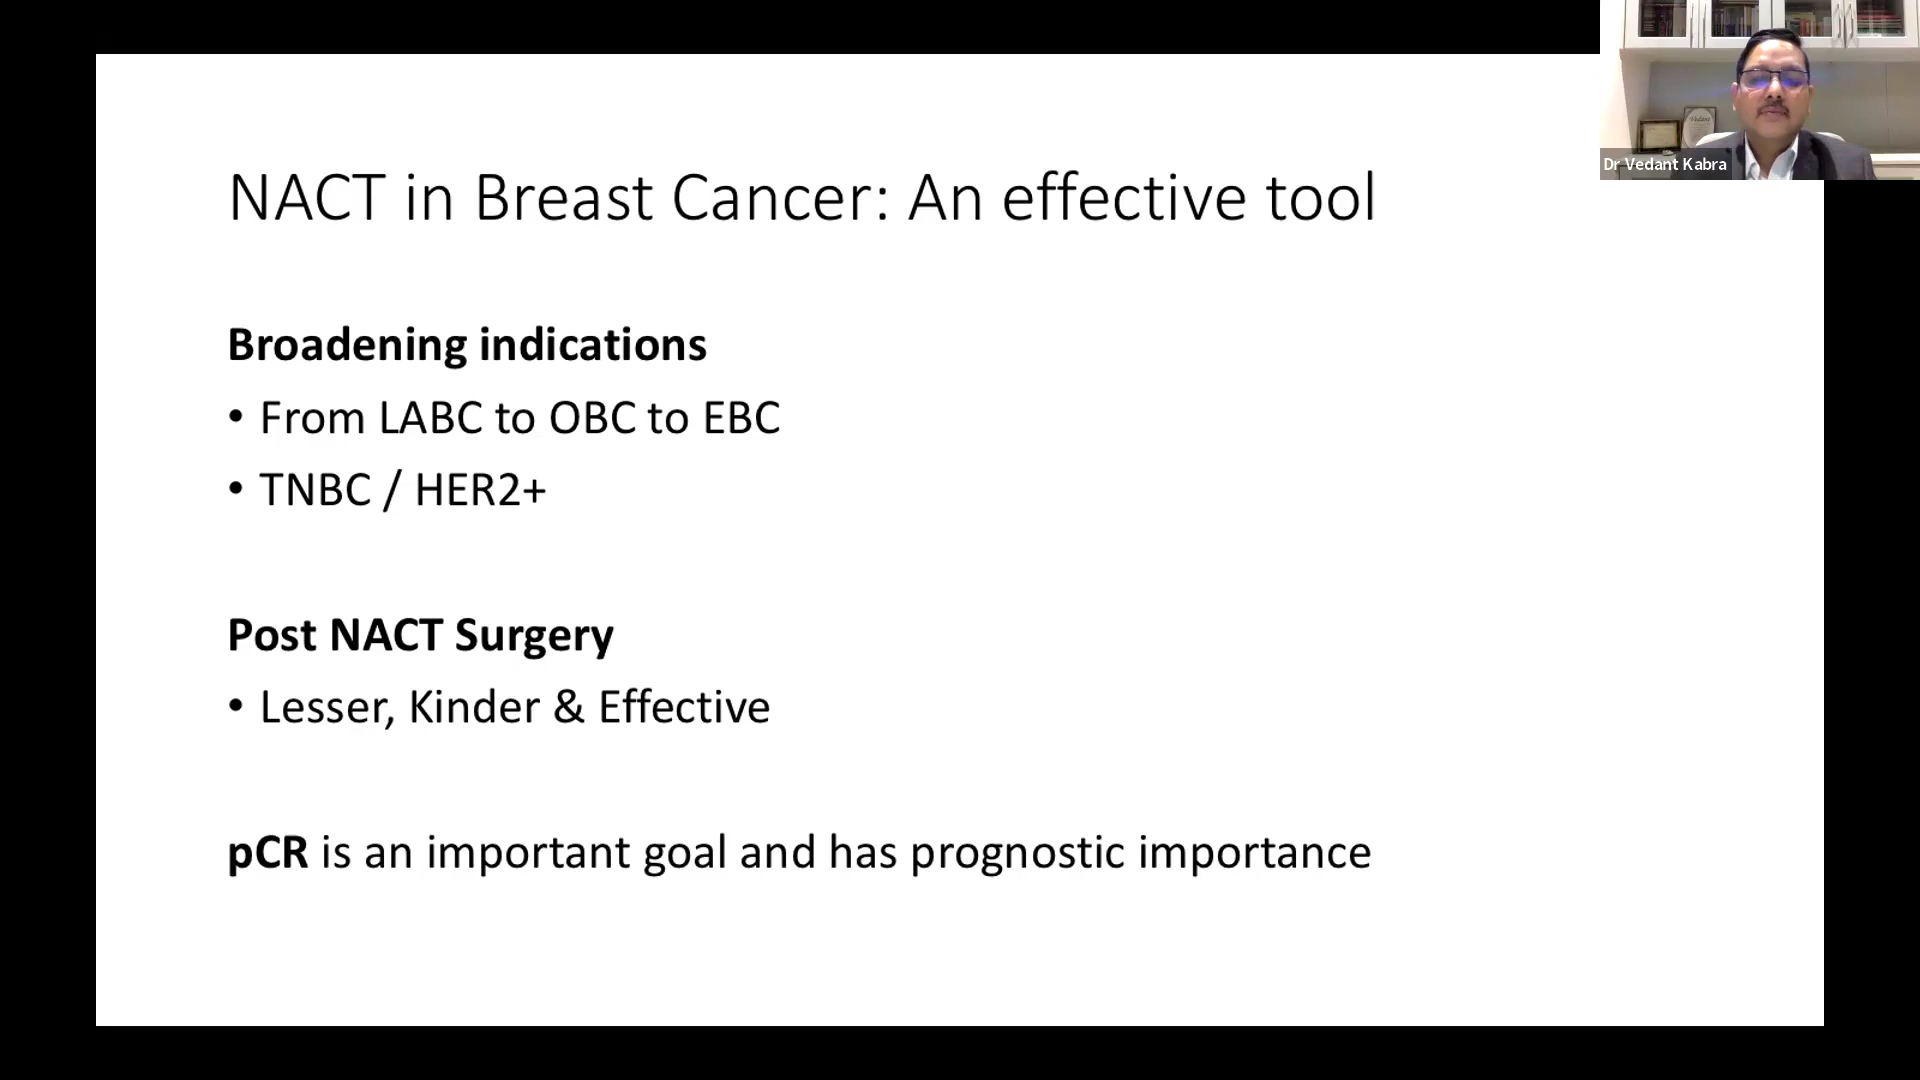 NACT in Breast Cancer: An effective tool
Broadening indications
• From LABC to OBC to EBC
• TNBC / HER2+
Post NACT Surgery
• Lesser, Kinder & Effective
pCR is an important goal and has prognostic importance
Dr Vedant Kabra